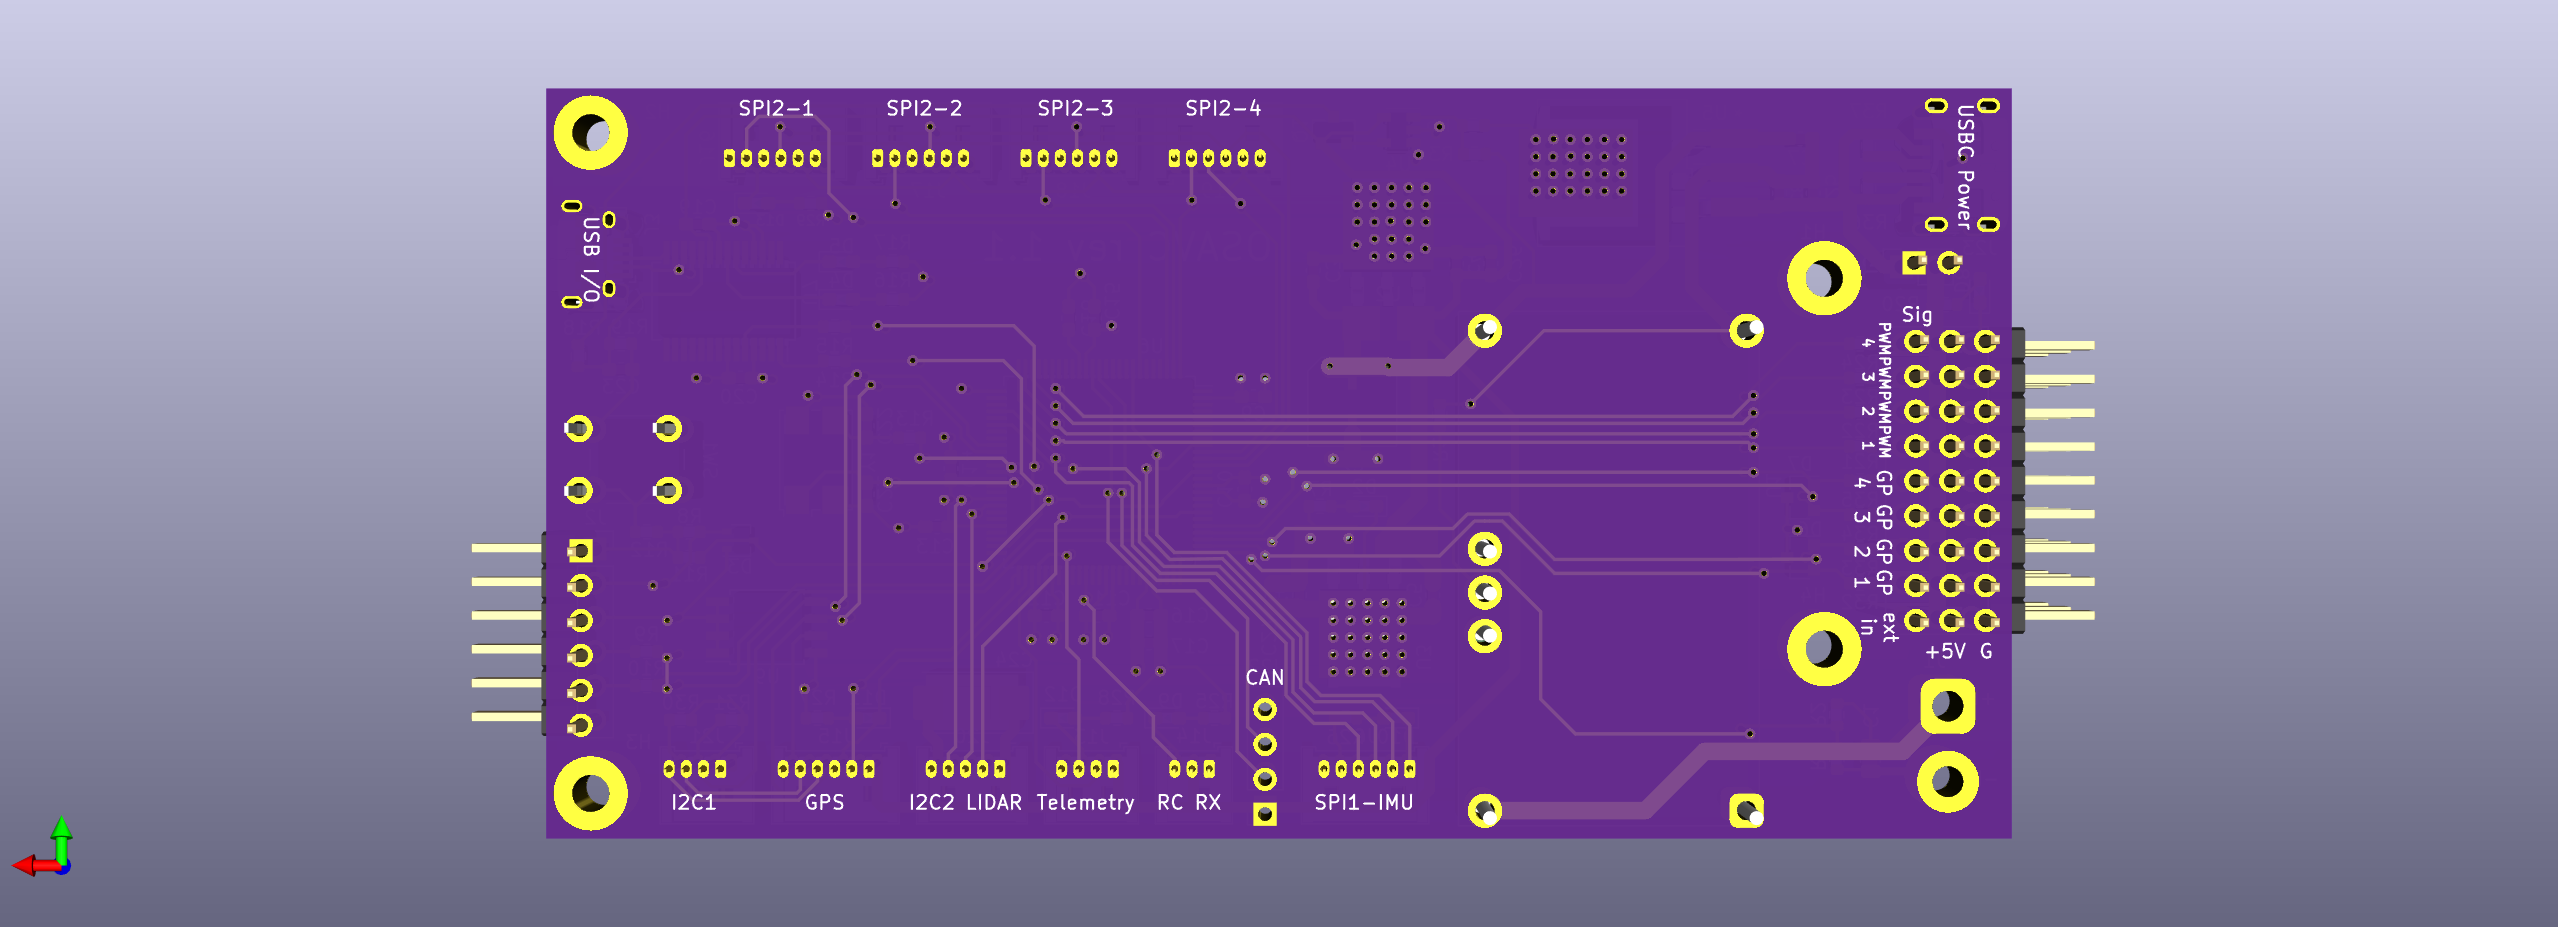 SPI2-1
SPI2-2
SPI2-3
SPI2-4
USBC Power
USB I/O
Sig
PWM
4
PWM
3
PWM
2
PWM
1
GP
4
GP
3
GP
2
GP
1
ext
in
+5V G
CAN
I2C1
GPS
I2C2 LIDAR
Telemetry
RC RX
SPI1-IMU